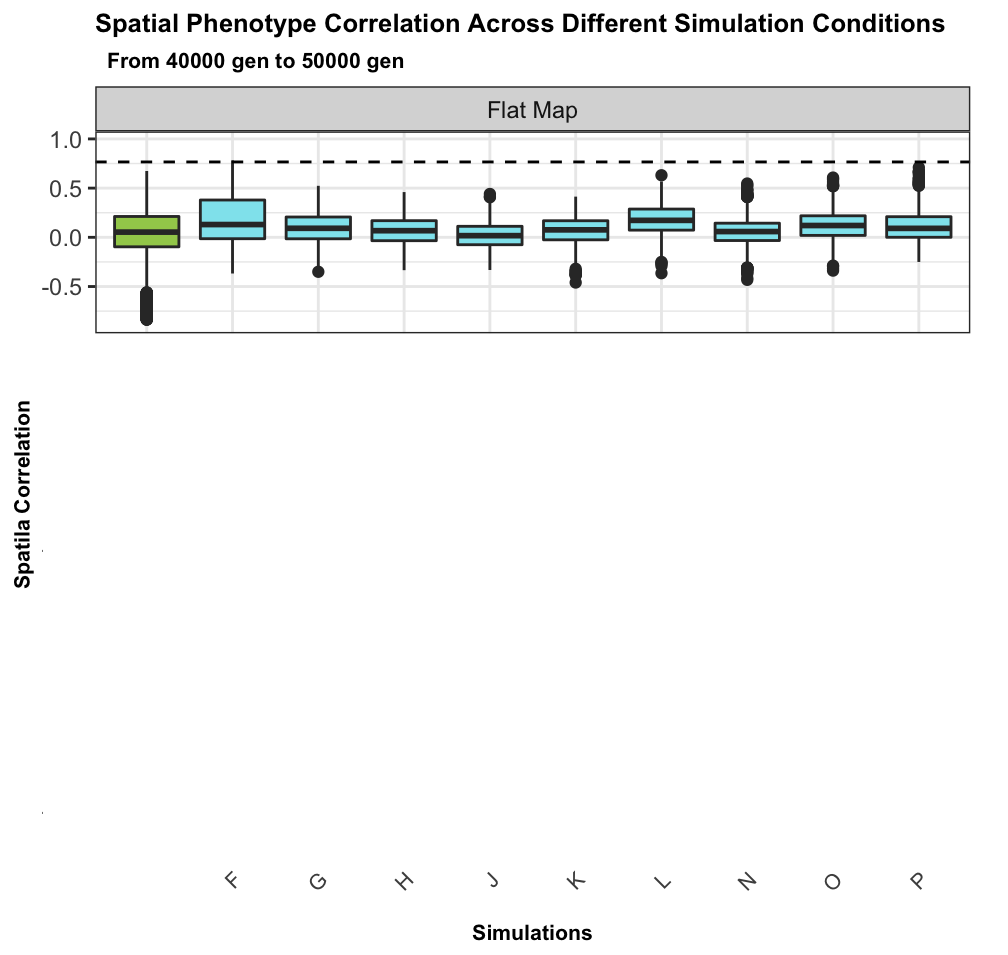 Spatial Phenotype Correlation Across Different Simulation Conditions
From 40000 gen to 50000 gen
Flat Map
1.0
0.5
0.0
-0.5
Spatila Correlation
F G H J K L N O P
Simulations